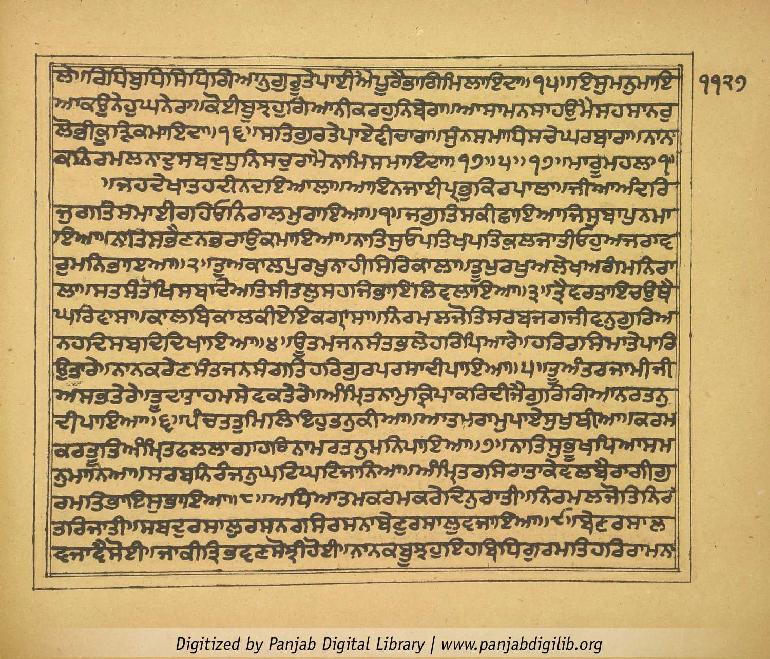 ਲੇ॥ਰਿਧਿਬੁਧਿਸਿਧਿਗਿਆਨੁਗੁਰੂਤੇਪਾਈਐਪੂਰੈਭਾਗਿਮਿਲਾਇਦਾ॥੧੫॥ਇਸੁਮਨੁਮਾਇ
੧੧੨੭
ਆਕਉਨੇਹੁਘਨੇਰਾ॥ਕੋਈਬੂਝਹੁਗਿਆਨੀਕਰਹੁਨਿਬੇਰਾ॥ਆਸਾਮਨਸਾਹਉਮੈਸਹਸਾਨਰੁ
ਲੋਭੀਕੂੜਿਕਮਾਇਦਾ॥੧੬॥ਸਤਿਗੁਰਤੇਪਾਏਵੀਚਾਰਾ॥ਸੁੰਨਸਮਾਧਿਸਚੇਘਰਬਾਰਾ॥ਨਾਨ
ਕਨਿਰਮਲਨਾਦੁਸਬਦਧੁਨਿਸਚੁਰਾਮੈਨਾਮਿਸਮਾਇਦਾ॥੧੭॥੫॥੧੭॥ਮਾਰੂਮਹਲਾ੧
॥ਜਹਦੇਖਾਤਹਦੀਨਦਇਆਲਾ॥ਆਇਨਜਾਈਪ੍ਰਭੁਕਿਰਪਾਲਾ॥ਜੀਆਅੰਦਰਿ
ਜੁਗਤਿਸਮਾਈਰਹਿਓਨਿਰਾਲਮੁਰਾਇਆ॥੧॥ਜਗੁਤਿਸਕੀਛਾਇਆਜਿਸੁਬਾਪੁਨਮਾ
ਇਆ॥ਨਾਤਿਸੁਭੈਣਨਭਰਾਉਕਮਾਇਆ॥ਨਾਤਿਸੁਓਪਤਿਖਪਤਿਕੁਲਜਾਤੀਓਹੁਅਜਰਾਵ
ਰੁਮਨਿਭਾਇਆ॥੨॥ਤੂਅਕਾਲਪੁਰਖੁਨਾਹੀਸਿਰਿਕਾਲਾ॥ਤੂਪੁਰਖੁਅਲੇਖਅਗੰਮਨਿਰਾ
ਲਾ॥ਸਤਸੰਤੋਖਿਸਬਦਿਅਤਿਸੀਤਲੁਸਹਜਿਭਾਇਲਿਵਲਾਇਆ॥੩॥ਤ੍ਰੈਵਰਤਾਇਚਉਥੈ
ਘਰਿਵਾਸਾ॥ਕਾਲਬਿਕਾਲਕੀਏਇਕਗ੍ਰਾਸਾ॥ਨਿਰਮਲਜੋਤਿਸਰਬਜਗਜੀਵਨੁਗੁਰਿਅ
ਨਹਦਿਸਬਦਿਦਿਖਾਇਆ॥੪॥ਊਤਮਜਨਸੰਤਭਲੇਹਰਿਪਿਆਰੇ॥ਹਰਿਰਸਿਮਾਤੇਪਾਰਿ
ਉਤਾਰੇ॥ਨਾਨਕਰੇਣਸੰਤਜਨਸੰਗਤਿਹਰਿਗੁਰਪਰਸਾਦੀਪਾਇਆ॥੫॥ਤੂਅੰਤਰਜਾਮੀਜੀ
ਅਸਭਤੇਰੇ॥ਤੂਦਾਤਾਹਮਸੇਵਕਤੇਰੇ॥ਅੰਮ੍ਰਿਤਨਾਮੁਕ੍ਰਿਪਾਕਰਿਦੀਜੈਗੁਰਿਗਿਆਨਰਤਨੁ
ਦੀਪਾਇਆ॥੬॥ਪੰਚਤਤੁਮਿਲਿਇਹੁਤਨੁਕੀਆ॥ਆਤਮਰਾਮੁਪਾਏਸੁਖੁਥੀਆ॥ਕਰਮ
ਕਰਤੂਤਿਅੰਮ੍ਰਿਤਫਲਲਾਗਾਹਰਿਨਾਮਰਤਨੁਮਨਿਪਾਇਆ॥੭॥ਨਾਤਿਸੁਭੂਖਪਿਆਸਮ
ਨੁਮਾਨਿਆ॥ਸਰਬਨਿਰੰਜਨੁਘਟਿਘਟਿਜਾਨਿਆ॥ਅੰਮ੍ਰਿਤਰਸਿਰਾਤਾਕੇਵਲਬੈਰਾਗੀਗੁ
ਰਮਤਿਭਾਇਸੁਭਾਇਆ॥੮॥ਅਧਿਆਤਮਕਰਮਕਰੇਦਿਨੁਰਾਤੀ॥ਨਿਰਮਲਜੋਤਿਨਿਰੰ
ਤਰਿਜਾਤੀ॥ਸਬਦੁਰਸਾਲੁਰਸਨਰਸਿਰਸਨਾਬੇਣੁਰਸਾਲੁਵਜਾਇਆ॥੯॥ਬੇਣੁਰਸਾਲ
ਵਜਾਵੈਸੋਈ॥ਜਾਕੀਤ੍ਰਿਭਵਣਸੋਝੀਹੋਈ॥ਨਾਨਕਬੂਝਹੁਇਹਬਿਧਿਗੁਰਮਤਿਹਰਿਰਾਮਨਾ
Digitized by Panjab Digital Library | www.panjabdigilib.org